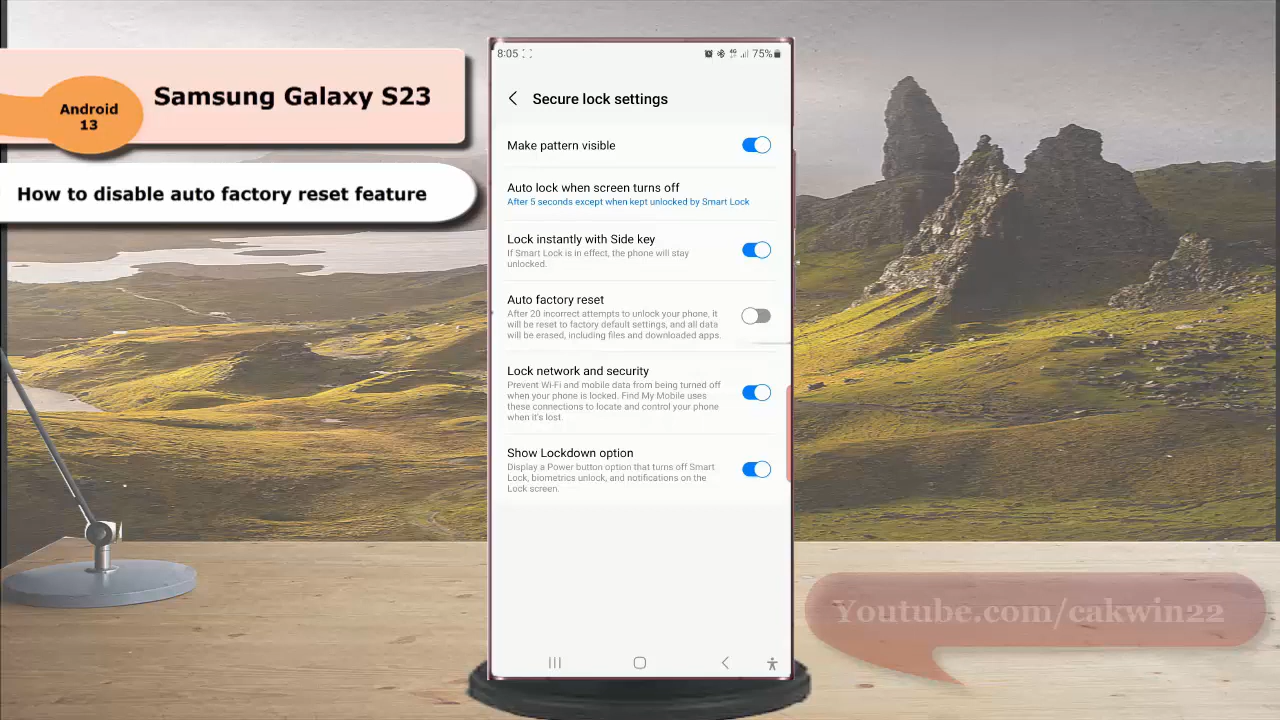 Samsung Galaxy S23
Android
13
How to disable auto factory reset feature
8:05
4G
75%
Secure lock settings
Make pattern visible
Auto lock when screen turns off
After 5 seconds except when kept unlocked by Smart Lock
Lock instantly with Side key
If Smart Lock is in effect, the phone will stay
unlocked.
Auto factory reset
After 20 incorrect attempts to unlock your phone, it
will be reset to factory default settings, and all data
will be erased, including files and downloaded apps.
Lock network and security
Prevent Wi-Fi and mobile data from being turned off
when your phone is locked. Find My Mobile uses
these connections to locate and control your phone
when it's lost.
Show Lockdown option
Display a Power button option that turns off Smart
Lock, biometrics unlock, and notifications on the
Lock screen.
Youtube.com/cakwin22